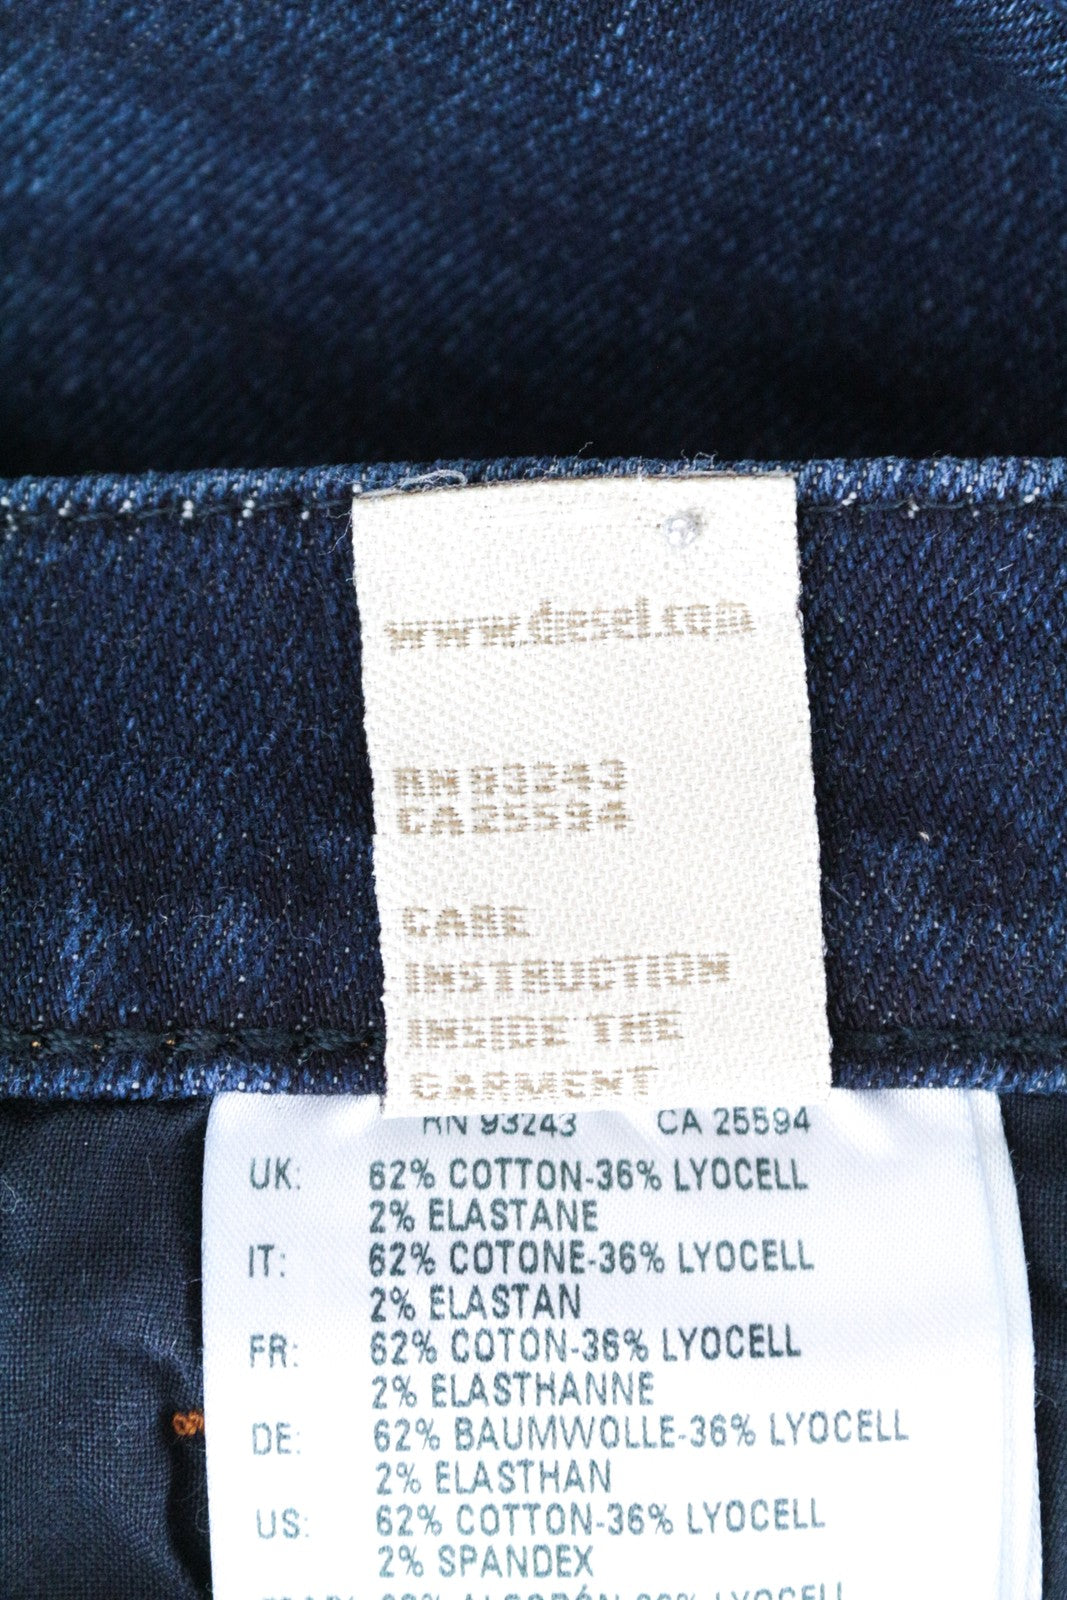 www.diesel.com
RN 93243
CA 25594
CARE
INSTRUCTION
INSIDE THE
GARMENT
RN 93243 CA 25594
UK: 62% COTTON-36% LYOCELL
2% ELASTANE
IT: 62% COTONE-36% LYOCELL
2% ELASTAN
FR: 62% COTON-36% LYOCELL
2% ELASTHANNE
DE: 62% BAUMWOLLE-36% LYOCELL
2% ELASTHAN
US: 62% COTTON-36% LYOCELL
2% SPANDEX
ALGODÓN LYOCELL